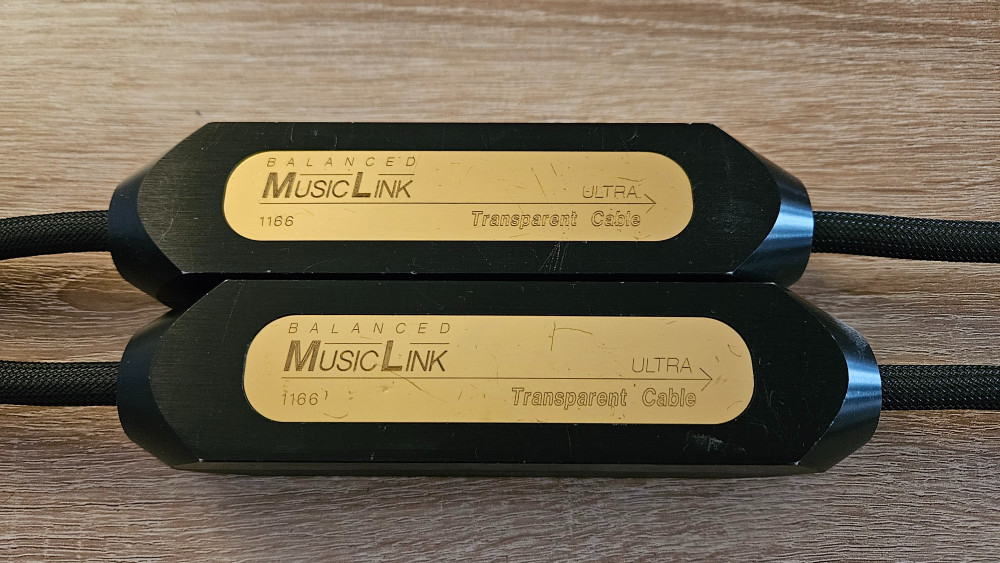 BALANCED
MUSICLINK
ULTRA
1166 Transparent Cable
BALANCED
MUSICLINK
ULTRA
1166 Transparent Cable